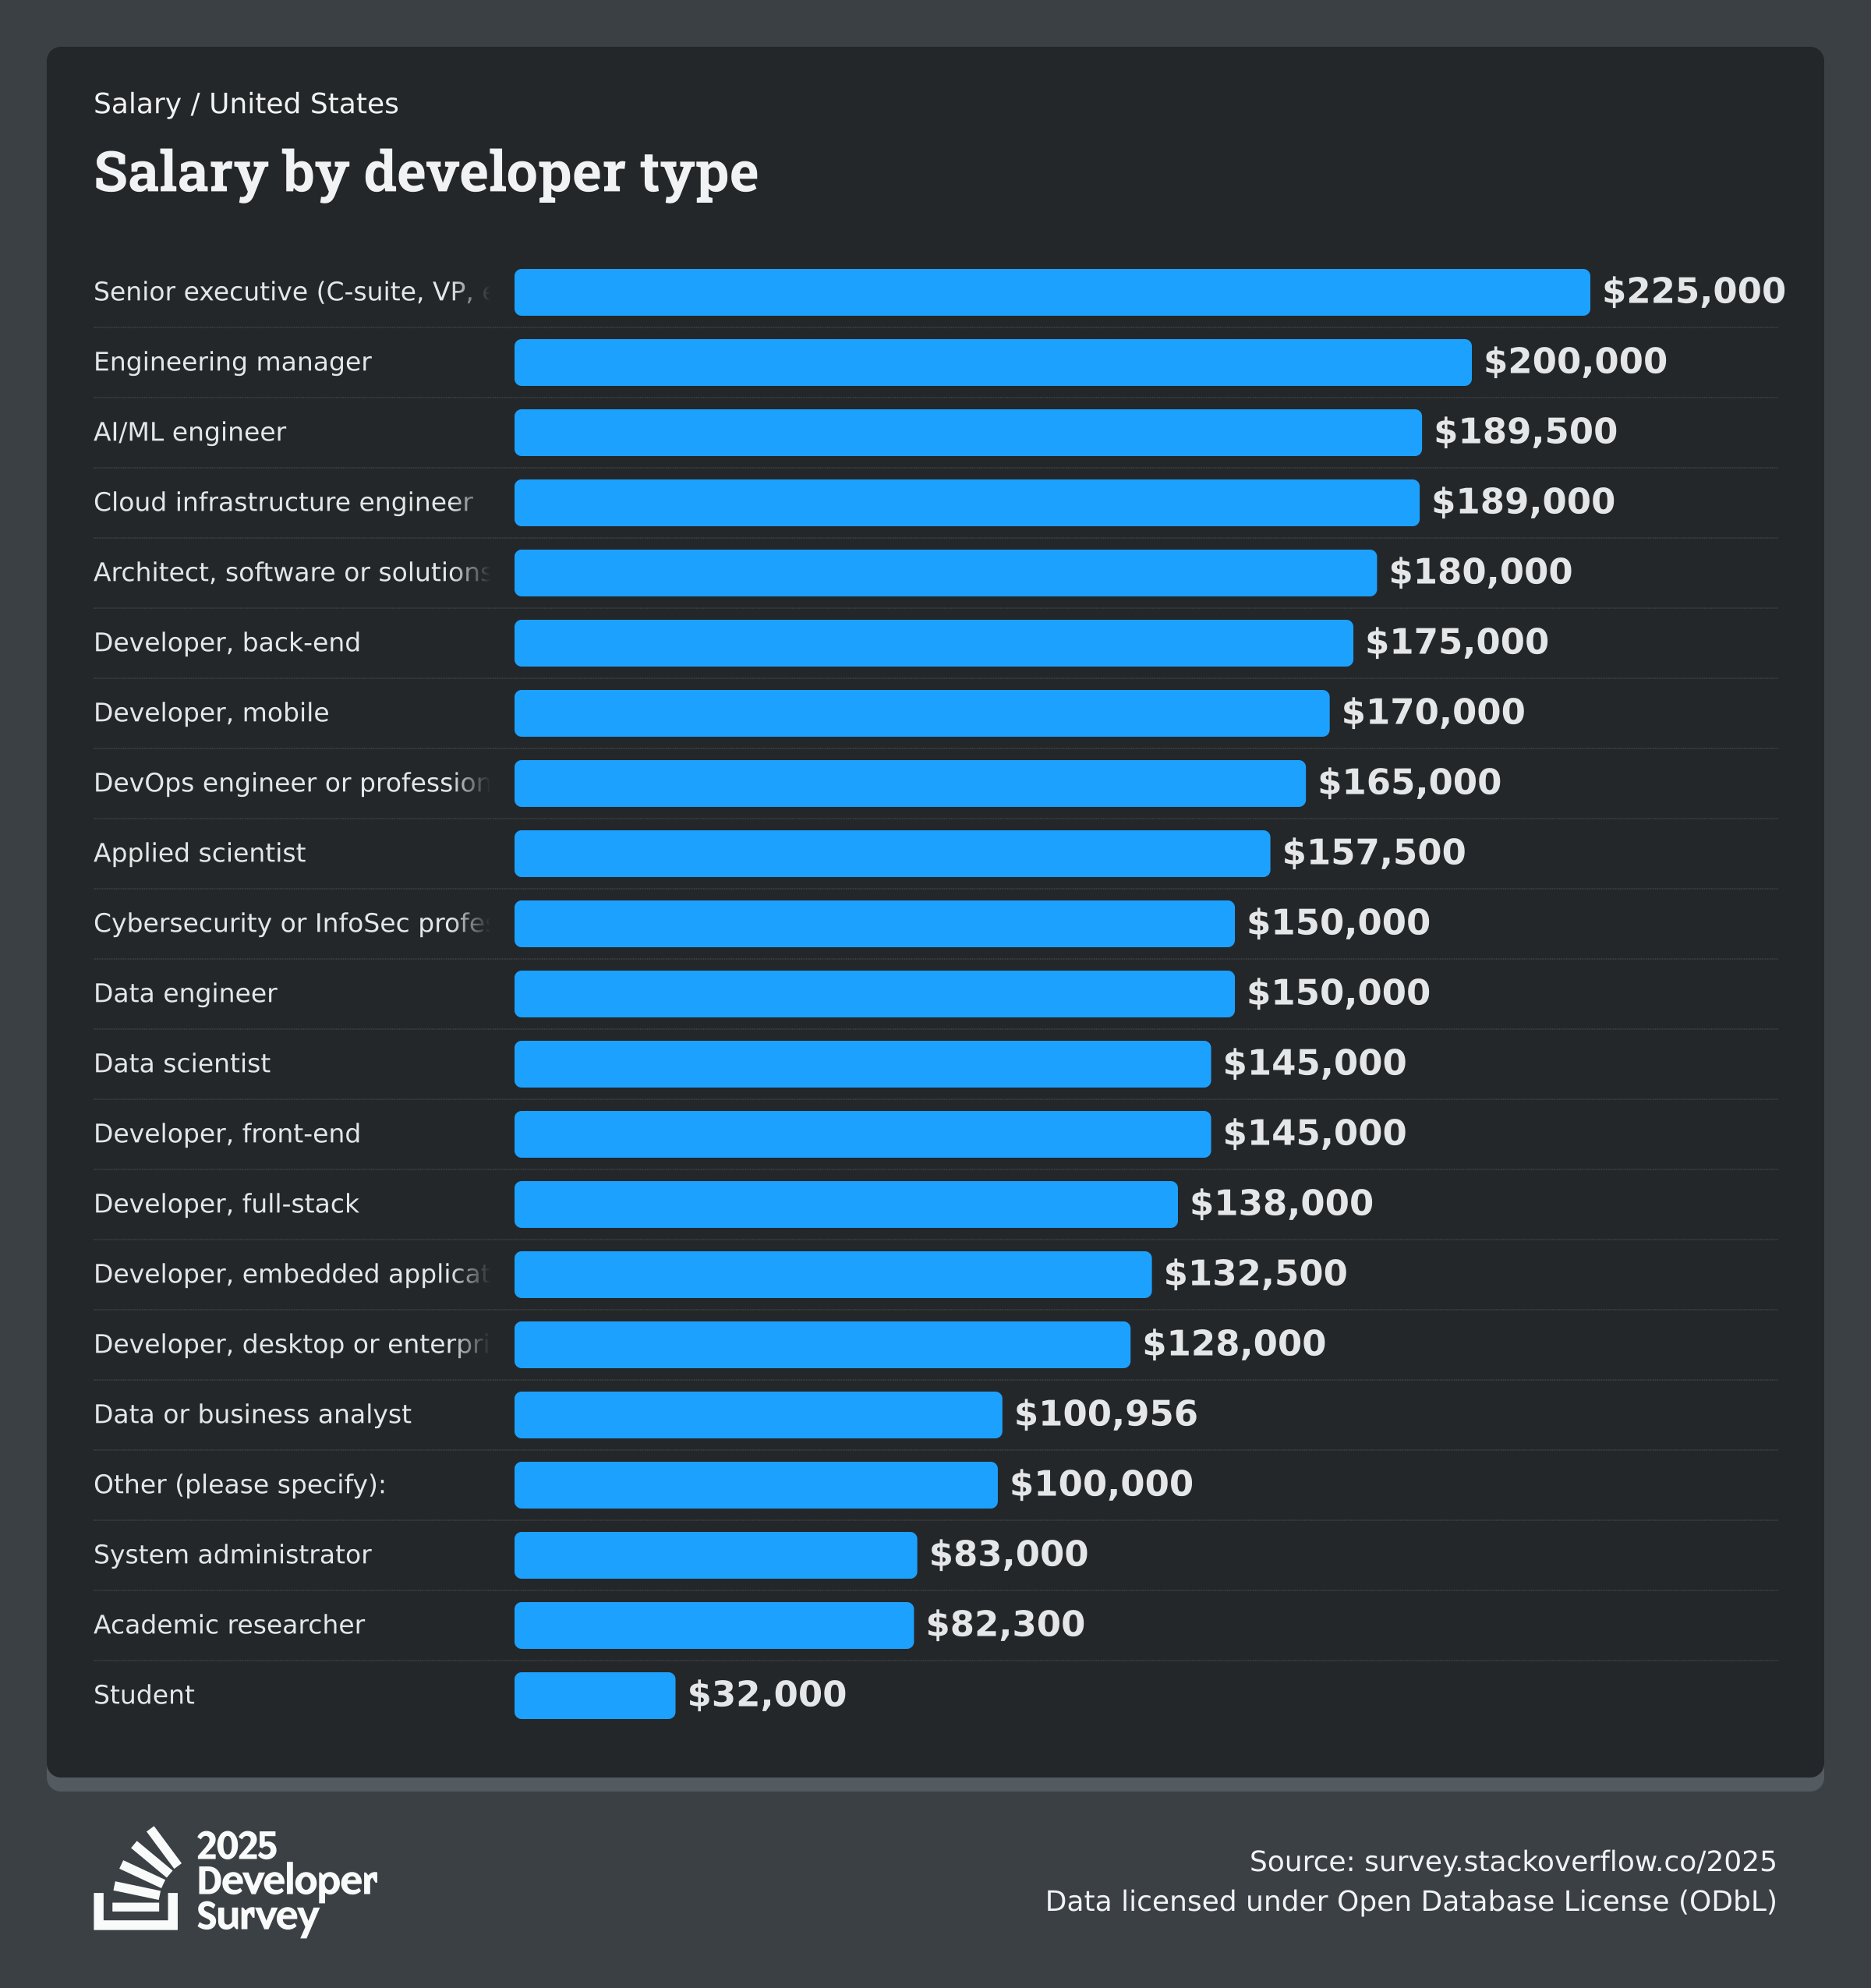 Salary / United States
Salary by developer type
Senior executive (C-suite, VP, $225,000
Engineering manager $200,000
AI/ML engineer $189,500
Cloud infrastructure engineer $189,000
Architect, software or solutions $180,000
Developer, back-end $175,000
Developer, mobile $170,000
DevOps engineer or profession $165,000
Applied scientist $157,500
Cybersecurity or InfoSec profes $150,000
Data engineer $150,000
Data scientist $145,000
Developer, front-end $145,000
Developer, full-stack $138,000
Developer, embedded applicat $132,500
Developer, desktop or enterpri $128,000
Data or business analyst $100,956
Other (please specify): $100,000
System administrator $83,000
Academic researcher $82,300
Student $32,000
2025
Developer
Survey
Source: survey.stackoverflow.co/2025
Data licensed under Open Database License (ODbL)